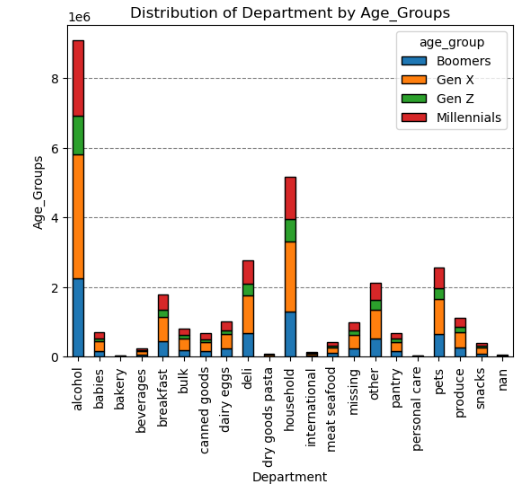 Distribution of Department by Age_Groups
1e6
age_group
Boomers
Gen X
Gen Z
Millennials
Age_Groups
8
6
4
2
0
alcohol
babies
bakery
beverages
breakfast
bulk
canned goods
dairy eggs
deli
dry goods pasta
household
international
meat seafood
missing
other
pantry
personal care
pets
produce
snacks
nan
Department